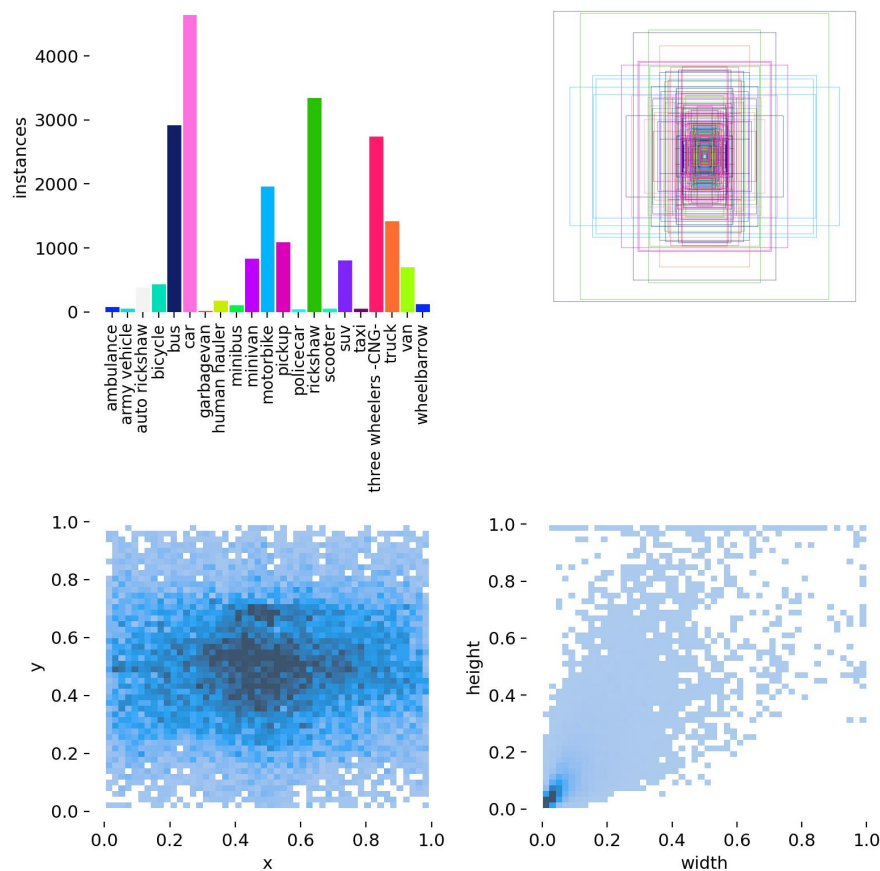 4000
3000
2000
1000
0
instances
ambulance
army vehicle
auto rickshaw
bicycle
bus
car
garbagevan
human hauler
minibus
minivan
motorbike
pickup
policecar
rickshaw
scooter
suv
taxi
three wheelers -CNG-
truck
van
wheelbarrow
1.0
0.8
0.6
0.4
0.2
0.0
y
0.0 0.2 0.4 0.6 0.8 1.0
x
1.0
0.8
0.6
0.4
0.2
0.0
height
0.0 0.2 0.4 0.6 0.8 1.0
width